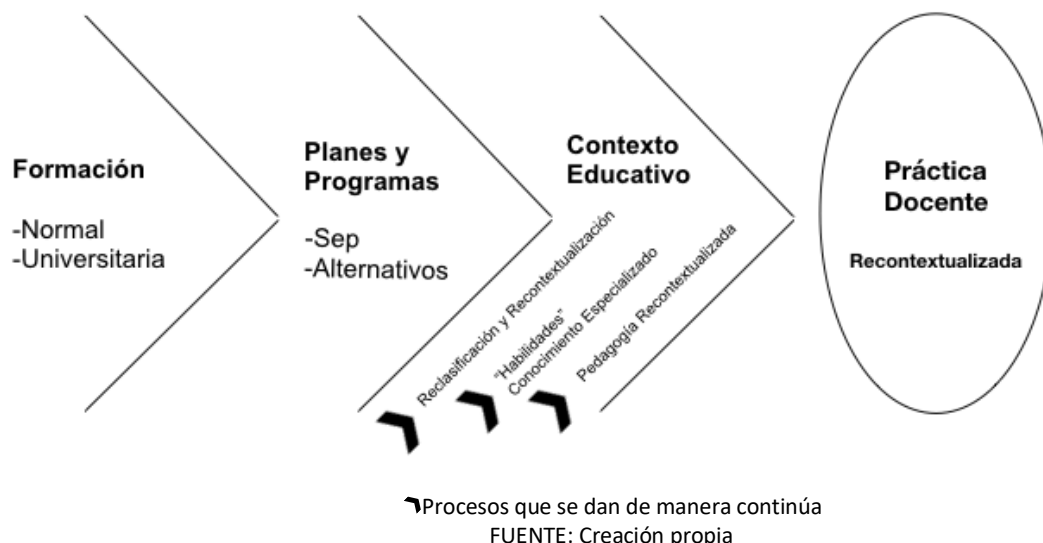 Formación
-Normal
-Universitaria
Planes y
Programas
-Sep
-Alternativos
Contexto
Educativo
Reclasificación y Recontextualización
"Habilidades"
Conocimiento Especializado
Pedagogía Recontextualizada
Práctica
Docente
Recontextualizada
Procesos que se dan de manera continúa
FUENTE: Creación propia